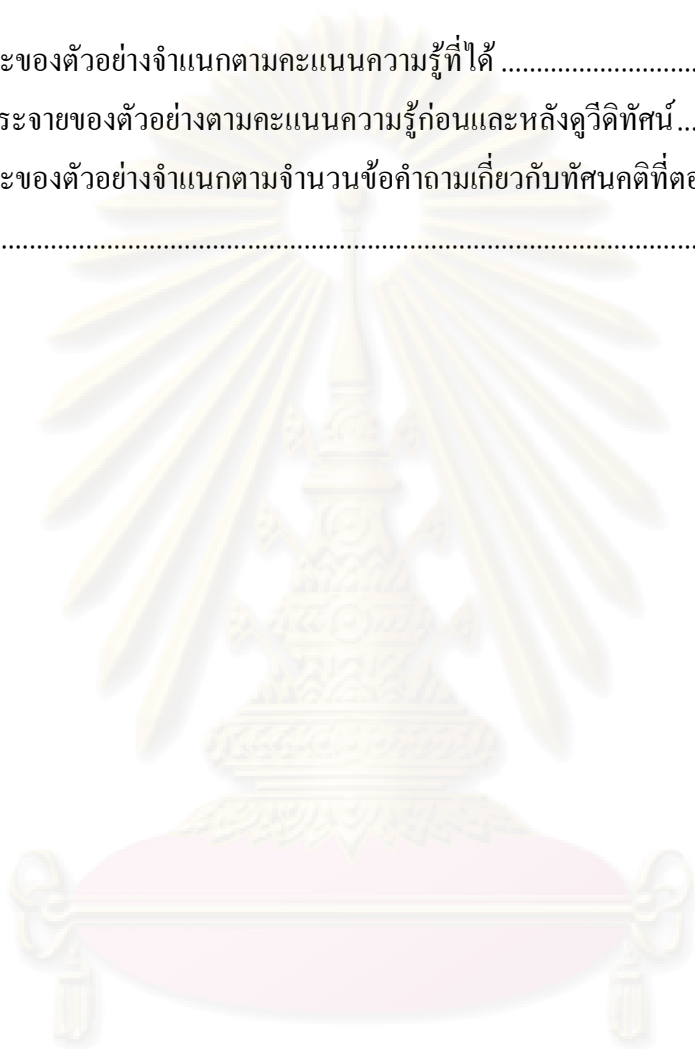 ะของตัวอย่างจำแนกตามคะแนนความรู้ที่ได้ ........................
ระจายของตัวอย่างตามคะแนนความรู้ก่อนและหลังดูวีดิทัศน์ ...
ะของตัวอย่างจำแนกตามจำนวนข้อคำถามเกี่ยวกับทัศนคติที่ตอ
................................................................................................